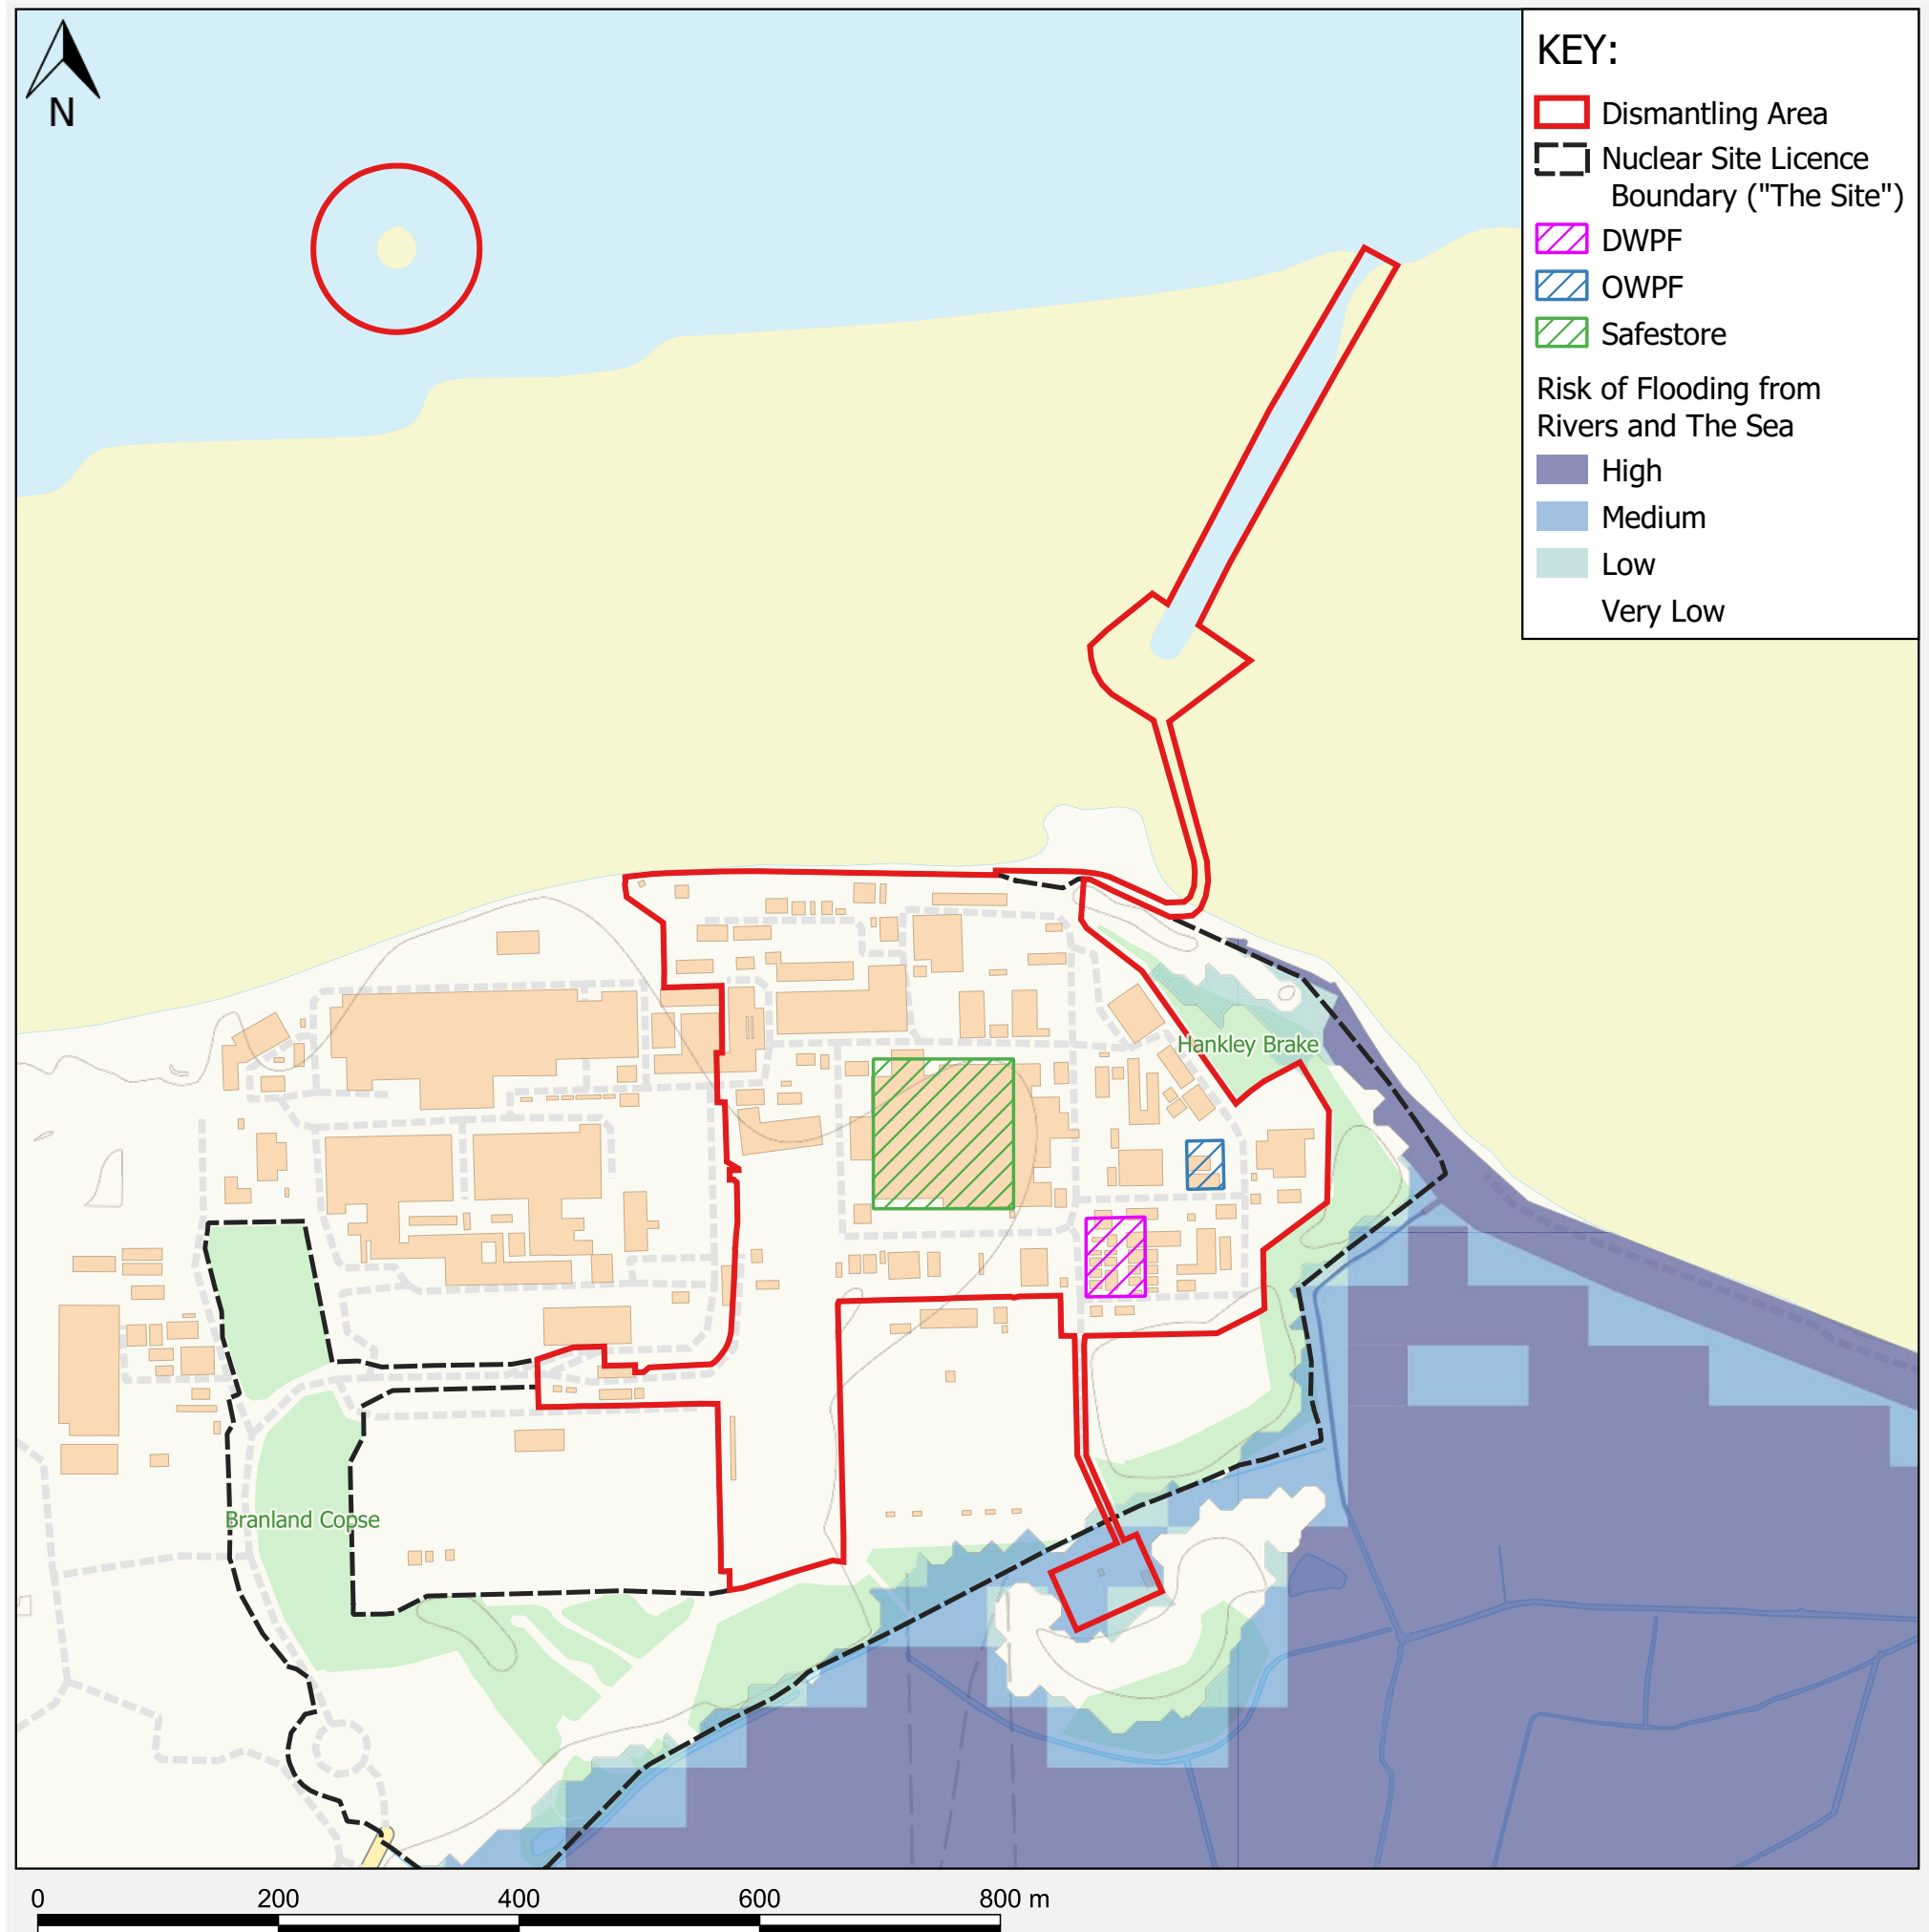 N
KEY:
Dismantling Area
Nuclear Site Licence
Boundary ("The Site")
DWPF
OWPF
Safestore
Risk of Flooding from
Rivers and The Sea
High
Medium
Low
Very Low
Hankley Brake
Branland Copse
0 200 400 600 800 m